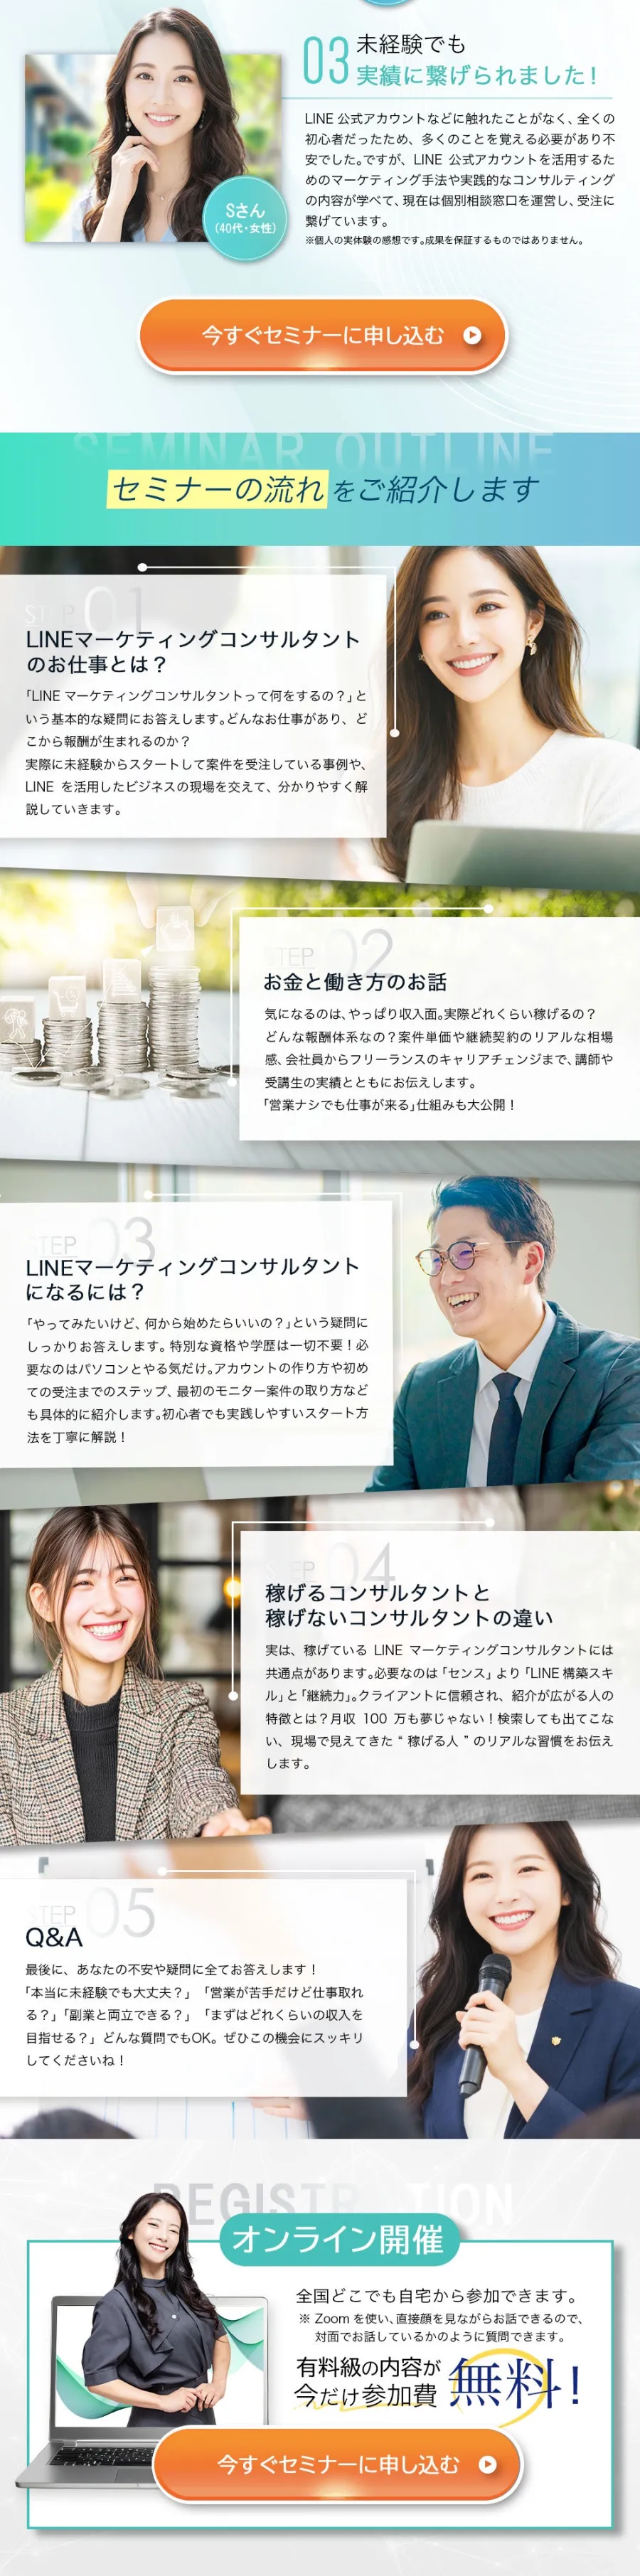 03
未経験でも
実績に繋げられました！
LINE 公式アカウントなどに触れたことがなく、全くの
初心者だったため、多くのことを覚える必要があり不
安でした。ですが、LINE 公式アカウントを活用するた
めのマーケティング手法や実践的なコンサルティング
の内容が学べて、現在は個別相談窓口を運営し、受注に
繋げています。
※個人の実体験の感想です。成果を保証するものではありません。
Sさん
(40代・女性)
今すぐセミナーに申し込む
SEMINAR OUTLINE
セミナーの流れをご紹介します
STEP 01
LINEマーケティングコンサルタント
のお仕事とは？
「LINE マーケティングコンサルタントって何をするの？」と
いう基本的な疑問にお答えします。どんなお仕事があり、ど
こから報酬が生まれるのか？
実際に未経験からスタートして案件を受注している事例や、
LINE を活用したビジネスの現場を交えて、分かりやすく解
説していきます。
STEP 02
お金と働き方のお話
気になるのは、やっぱり収入面。実際どれくらい稼げるの？
どんな報酬体系なの？案件単価や継続契約のリアルな相場
感、会社員からフリーランスのキャリアチェンジまで、講師や
受講生の実績とともにお伝えします。
「営業ナシでも仕事が来る」仕組みも大公開！
STEP 03
LINEマーケティングコンサルタント
になるには？
「やってみたいけど、何から始めたらいいの？」という疑問に
しっかりお答えします。特別な資格や学歴は一切不要！必
要なのはパソコンとやる気だけ。アカウントの作り方や初め
ての受注までのステップ、最初のモニター案件の取り方など
も具体的に紹介します。初心者でも実践しやすいスタート方
法を丁寧に解説！
STEP 04
稼げるコンサルタントと
稼げないコンサルタントの違い
実は、稼げている LINE マーケティングコンサルタントには
共通点があります。必要なのは「センス」より「LINE 構築スキ
ル」と「継続力」。クライアントに信頼され、紹介が広がる人の
特徴とは？月収 100 万も夢じゃない！検索しても出てこな
い、現場で見えてきた“ 稼げる人 ”のリアルな習慣をお伝え
します。
STEP 05
Q&A
最後に、あなたの不安や疑問に全てお答えします！
「本当に未経験でも大丈夫？」「営業が苦手だけど仕事取れ
る？」「副業と両立できる？」「まずはどれくらいの収入を
目指せる？」どんな質問でもOK。ぜひこの機会にスッキリ
してくださいね！
REGISTRATION
オンライン開催
全国どこでも自宅から参加できます。
※ Zoom を使い、直接顔を見ながらお話できるので、
対面でお話しているかのように質問できます。
有料級の内容が
今だけ参加費
無料！
今すぐセミナーに申し込む